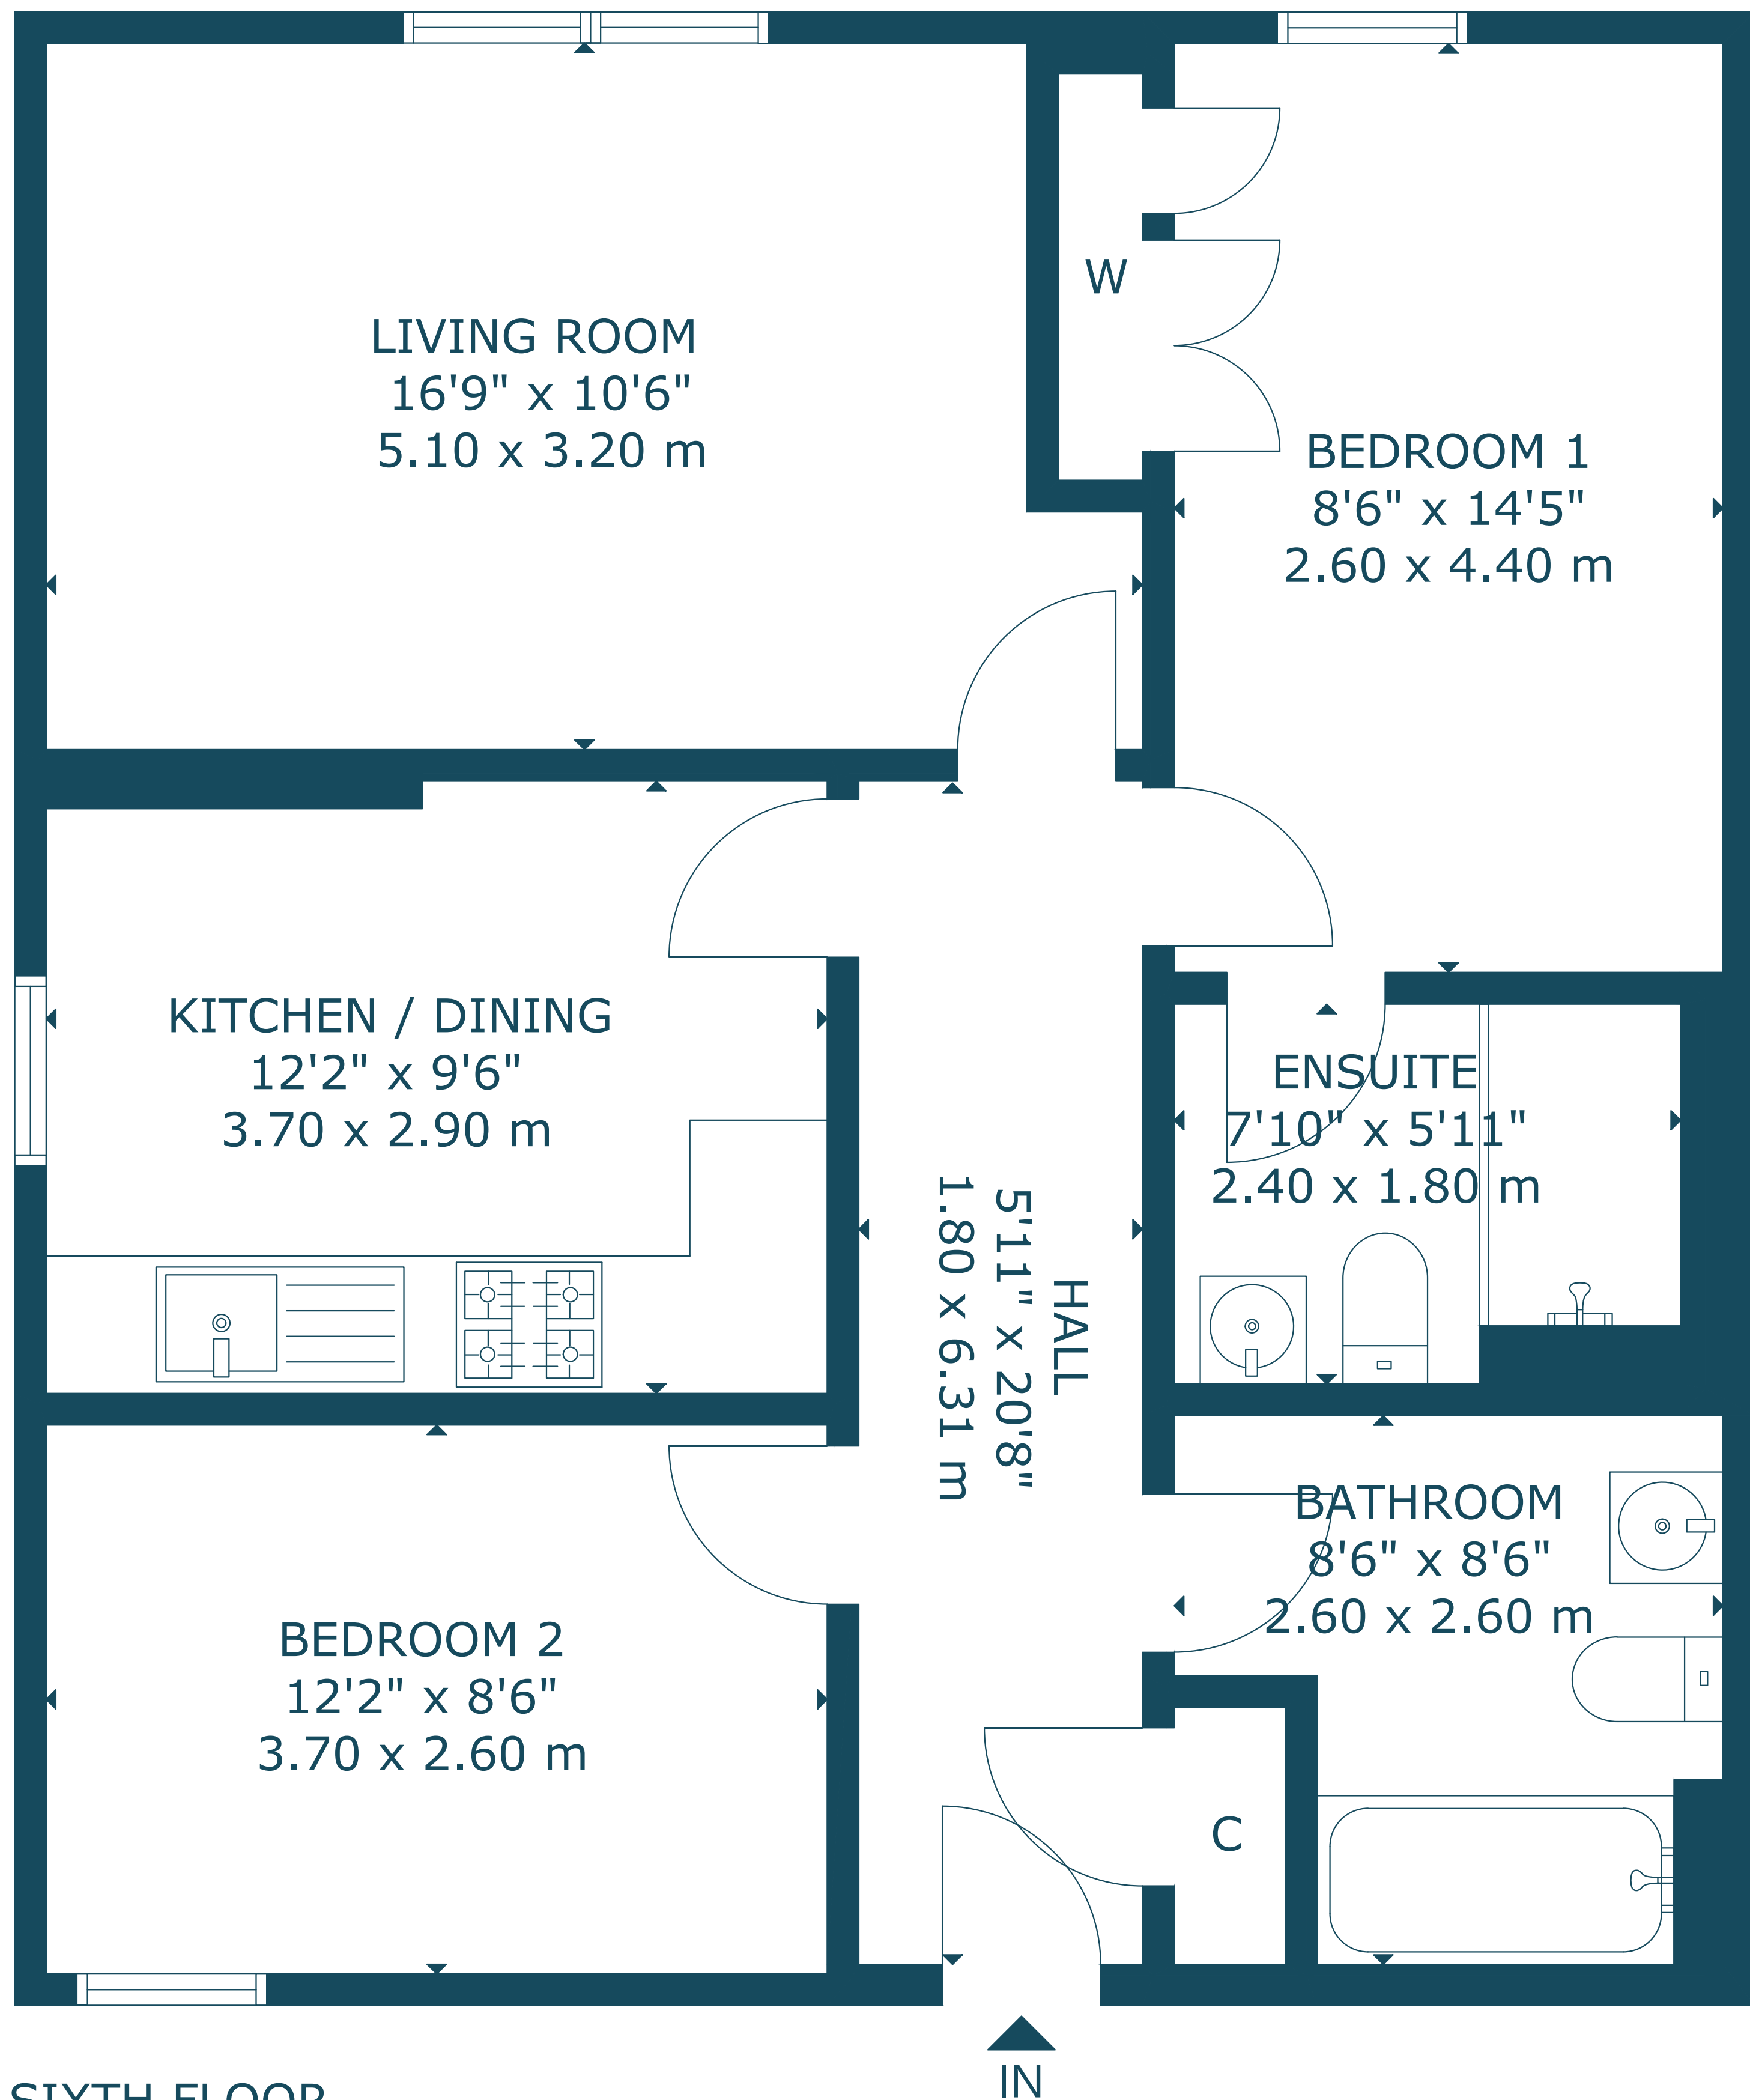 LIVING ROOM
16'9" x 10'6"
5.10 x 3.20 m
W
BEDROOM 1
8'6" x 14'5"
2.60 x 4.40 m
KITCHEN / DINING
12'2" x 9'6"
3.70 x 2.90 m
ENSUITE
7'10" x 5'11"
2.40 x 1.80 m
HALL
5'11" x 20'8"
1.80 x 6.31 m
BATHROOM
8'6" x 8'6"
2.60 x 2.60 m
BEDROOM 2
12'2" x 8'6"
3.70 x 2.60 m
C
IN
SIXTH FLOOR